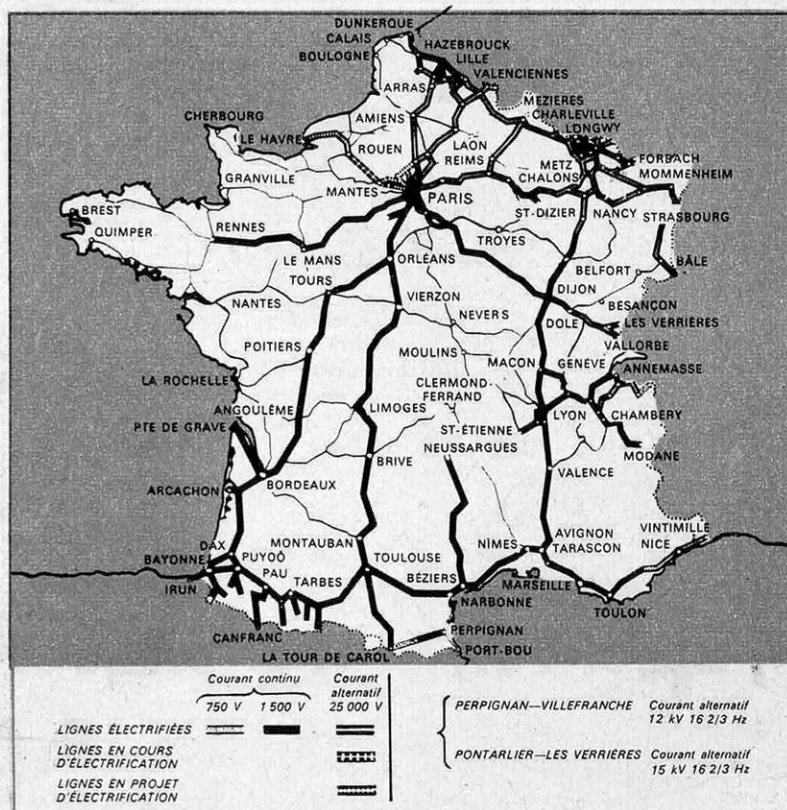 DUNKERQUE
CALAIS
BOULOGNE
HAZEBROUCK
LILLE
VALENCIENNES
ARRAS
MEZIERES
CHARLEVILLE
LONGWY
AMIENS
CHERBOURG
LE HAVRE
ROUEN
LAON
REIMS
METZ
CHALONS
FORBACH
MOMMENHEIM
GRANVILLE
MANTES
PARIS
BREST
RENNES
ST-DIZIER
NANCY
STRASBOURG
QUIMPER
TROYES
LE MANS
ORLÉANS
BELFORT
BÂLE
TOURS
DIJON
NANTES
VIERZON
BESANÇON
NEVERS
DOLE
LES VERRIÈRES
POITIERS
MOULINS
MACON
GENÉVE
VALLORBE
ANNEMASSE
LA ROCHELLE
CLERMOND-
FERRAND
ANGOULÊME
LIMOGES
LYON
CHAMBÉRY
PTE DE GRAVE
ST-ÉTIENNE
NEUSSARGUES
MODANE
BRIVE
VALENCE
ARCACHON
BORDEAUX
MONTAUBAN
AVIGNON
VINTIMILLE
DAX
NÎMES
TARASCON
NICE
BAYONNE
PUYOÔ
TOULOUSE
PAU
BÉZIERS
MARSEILLE
IRUN
TARBES
NARBONNE
TOULON
CANFRANC
PERPIGNAN
LA TOUR DE CAROL
PORT-BOU
Courant continu
Courant
alternatif
750 V
1 500 V
25 000 V
LIGNES ÉLECTRIFIÉES
LIGNES EN COURS
D'ÉLECTRIFICATION
LIGNES EN PROJET
D'ÉLECTRIFICATION
PERPIGNAN—VILLEFRANCHE Courant alternatif
12 kV 16 2/3 Hz
PONTARLIER—LES VERRIÈRES Courant alternatif
15 kV 16 2/3 Hz